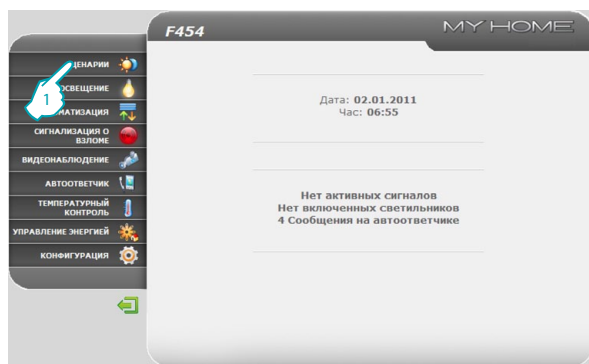 F454
MY HOME
ЦЕНАРИИ
ОСВЕЩЕНИЕ
1
МАТИЗАЦИЯ
СИГНАЛИЗАЦИЯ О
ВЗЛОМЕ
ВИДЕОНАБЛЮДЕНИЕ
АВТООТВЕТЧИК
ТЕМПЕРАТУРНЫЙ
КОНТРОЛЬ
УПРАВЛЕНИЕ ЭНЕРГИЕЙ
КОНФИГУРАЦИЯ
Дата: 02.01.2011
Час: 06:55
Нет активных сигналов
Нет включенных светильников
4 Сообщения на автоответчике